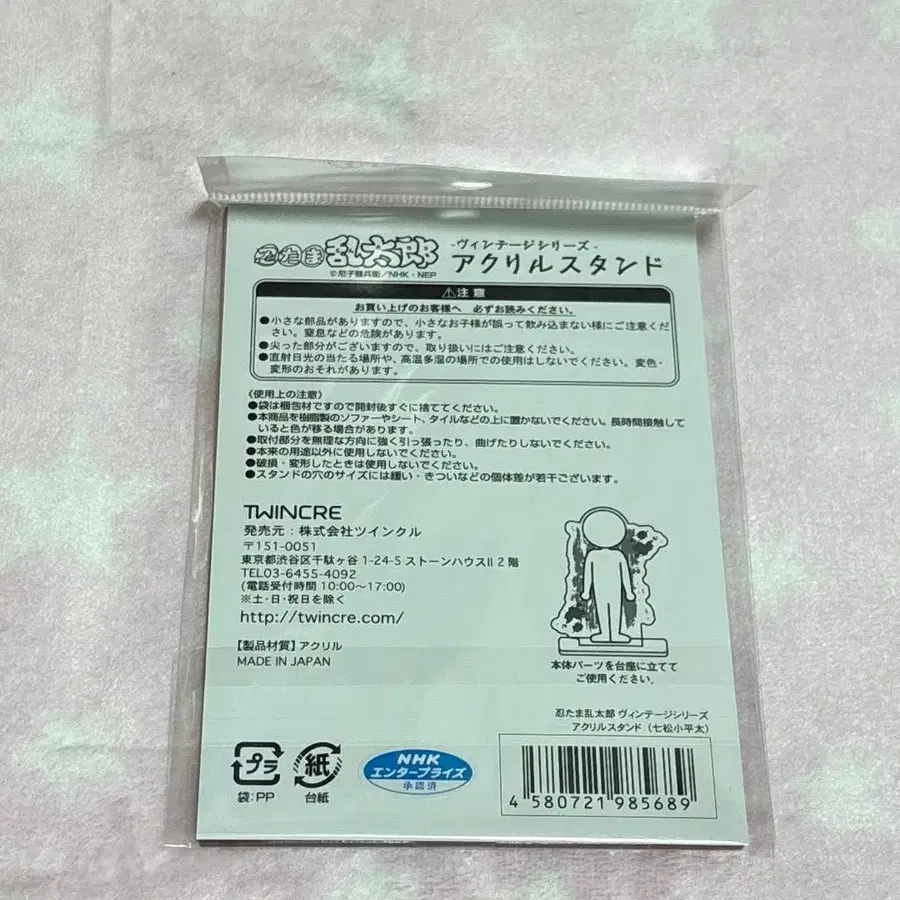 忍たま乱太郎
-ヴィンテージシリーズ-
アクリルスタンド
©尼子騒兵衛／NHK・NEP
⚠注意
お買い上げのお客様へ 必ずお読みください。
●小さな部品がありますので、小さなお子様が誤って飲み込まない様にご注意くだ
さい。窒息などの危険があります。
●尖った部分がございますので、取り扱いにはご注意ください。
●直射日光の当たる場所や、高温多湿の場所での使用はしないでください。変色・
変形のおそれがあります。
〈使用上の注意〉
●袋は梱包材ですので開封後すぐに捨ててください。
●本商品を樹脂製のソファーやシート、タイルなどの上に置かないでください。長時間接触して
いると色が移る場合があります。
●取付部分を無理な方向に強く引っ張ったり、曲げたりしないでください。
●本来の用途以外に使用しないでください。
●破損・変形したときは使用しないでください。
●スタンドの穴のサイズには緩い・きついなどの個体差が若干ございます。
TWINCRE
発売元：株式会社ツインクル
〒151-0051
東京都渋谷区千駄ヶ谷 1-24-5 ストーンハウスII 2 階
TEL03-6455-4092
(電話受付時間 10:00〜17:00)
※土・日・祝日を除く
http://twincre.com/
【製品材質】アクリル
MADE IN JAPAN
本体パーツを台座に立てて
ご使用ください。
忍たま乱太郎 ヴィンテージシリーズ
アクリルスタンド（七松小平太）
プラ
袋:PP
紙
台紙
NHK
エンタープライズ
承認済
4 580721 985689